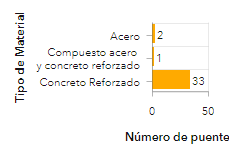 Tipo de Material
Acero 2
Compuesto acero
y concreto reforzado 1
Concreto Reforzado 33
0 50
Número de puente